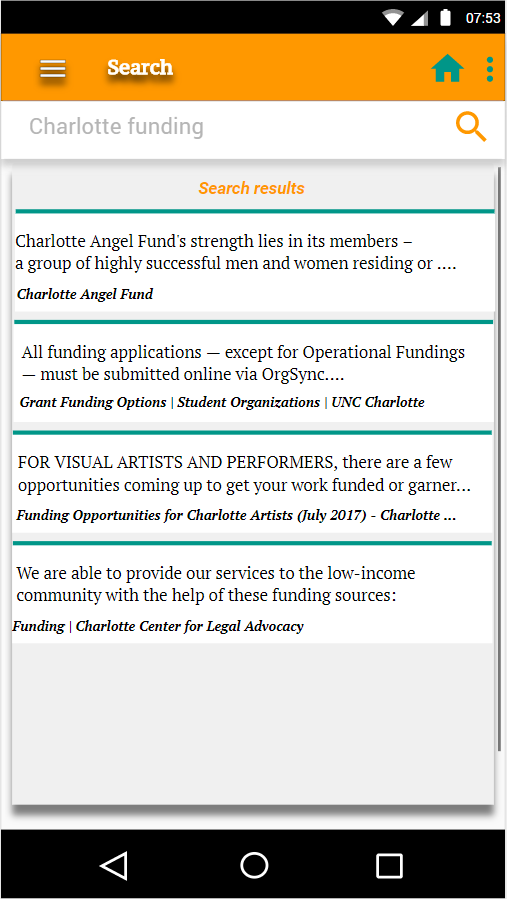 07:53
Search
Charlotte funding
Search results
Charlotte Angel Fund's strength lies in its members –
a group of highly successful men and women residing or ....
Charlotte Angel Fund
All funding applications — except for Operational Fundings
— must be submitted online via OrgSync....
Grant Funding Options | Student Organizations | UNC Charlotte
FOR VISUAL ARTISTS AND PERFORMERS, there are a few
opportunities coming up to get your work funded or garner...
Funding Opportunities for Charlotte Artists (July 2017) - Charlotte ...
We are able to provide our services to the low-income
community with the help of these funding sources:
Funding | Charlotte Center for Legal Advocacy